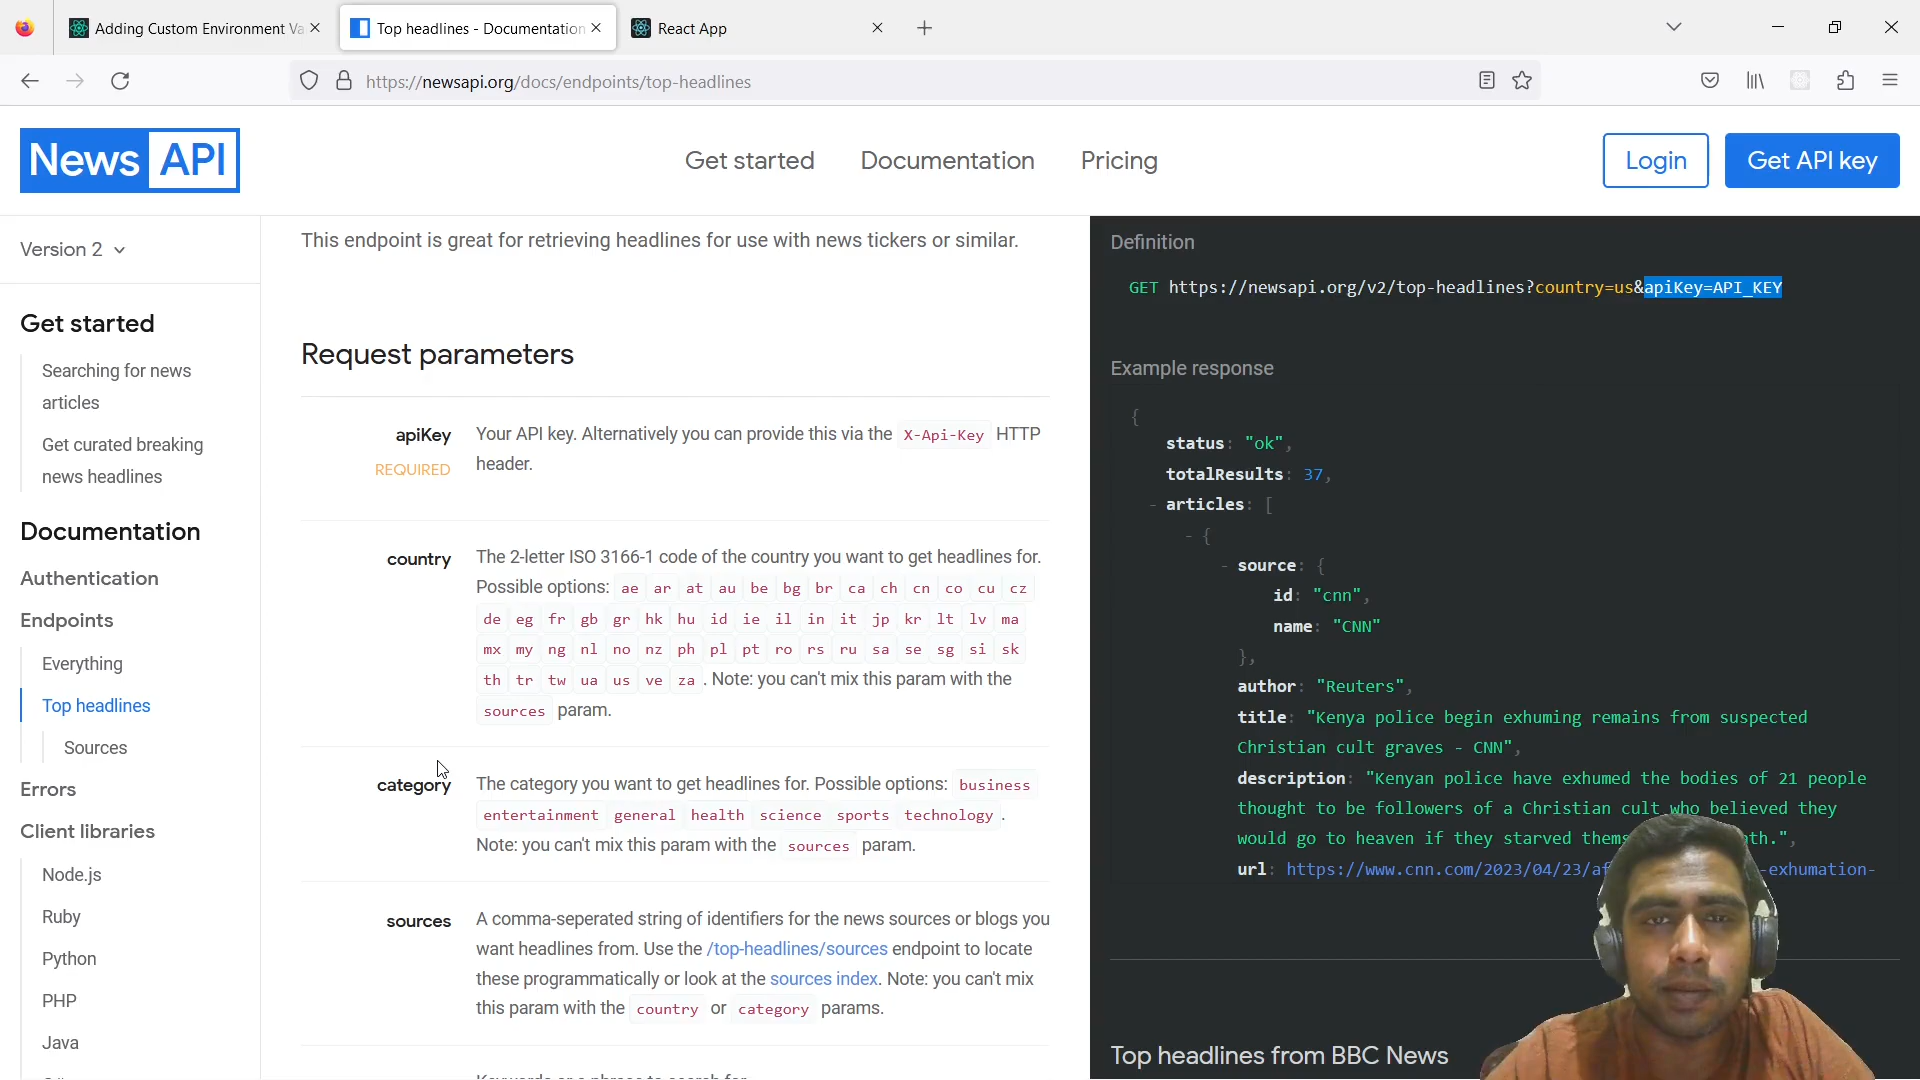 Adding Custom Environment Va
Top headlines - Documentation
React App
https://newsapi.org/docs/endpoints/top-headlines
News API
Get started
Documentation
Pricing
Login
Get API key
Version 2
Get started
Searching for news
articles
Get curated breaking
news headlines
Documentation
Authentication
Endpoints
Everything
Top headlines
Sources
Errors
Client libraries
Node.js
Ruby
Python
PHP
Java
This endpoint is great for retrieving headlines for use with news tickers or similar.
Request parameters
apiKey
REQUIRED
Your API key. Alternatively you can provide this via the X-Api-Key HTTP
header.
country
The 2-letter ISO 3166-1 code of the country you want to get headlines for.
Possible options: ae ar at au be bg br ca ch cn co cu cz
de eg fr gb gr hk hu id ie il in it jp kr lt lv ma
mx my ng nl no nz ph pl pt ro rs ru sa se sg si sk
th tr tw ua us ve za . Note: you can't mix this param with the
sources param.
category
The category you want to get headlines for. Possible options: business
entertainment general health science sports technology .
Note: you can't mix this param with the sources param.
sources
A comma-seperated string of identifiers for the news sources or blogs you
want headlines from. Use the /top-headlines/sources endpoint to locate
these programmatically or look at the sources index. Note: you can't mix
this param with the country or category params.
Definition
GET https://newsapi.org/v2/top-headlines?country=us&apiKey=API_KEY
Example response
{
status: "ok",
totalResults: 37,
- articles: [
- {
- source: {
id: "cnn",
name: "CNN"
},
author: "Reuters",
title: "Kenya police begin exhuming remains from suspected
Christian cult graves - CNN",
description: "Kenyan police have exhumed the bodies of 21 people
thought to be followers of a Christian cult who believed they
would go to heaven if they starved
url: https://www.cnn.com/2023/04/23/af
-exhumation-
Top headlines from BBC News